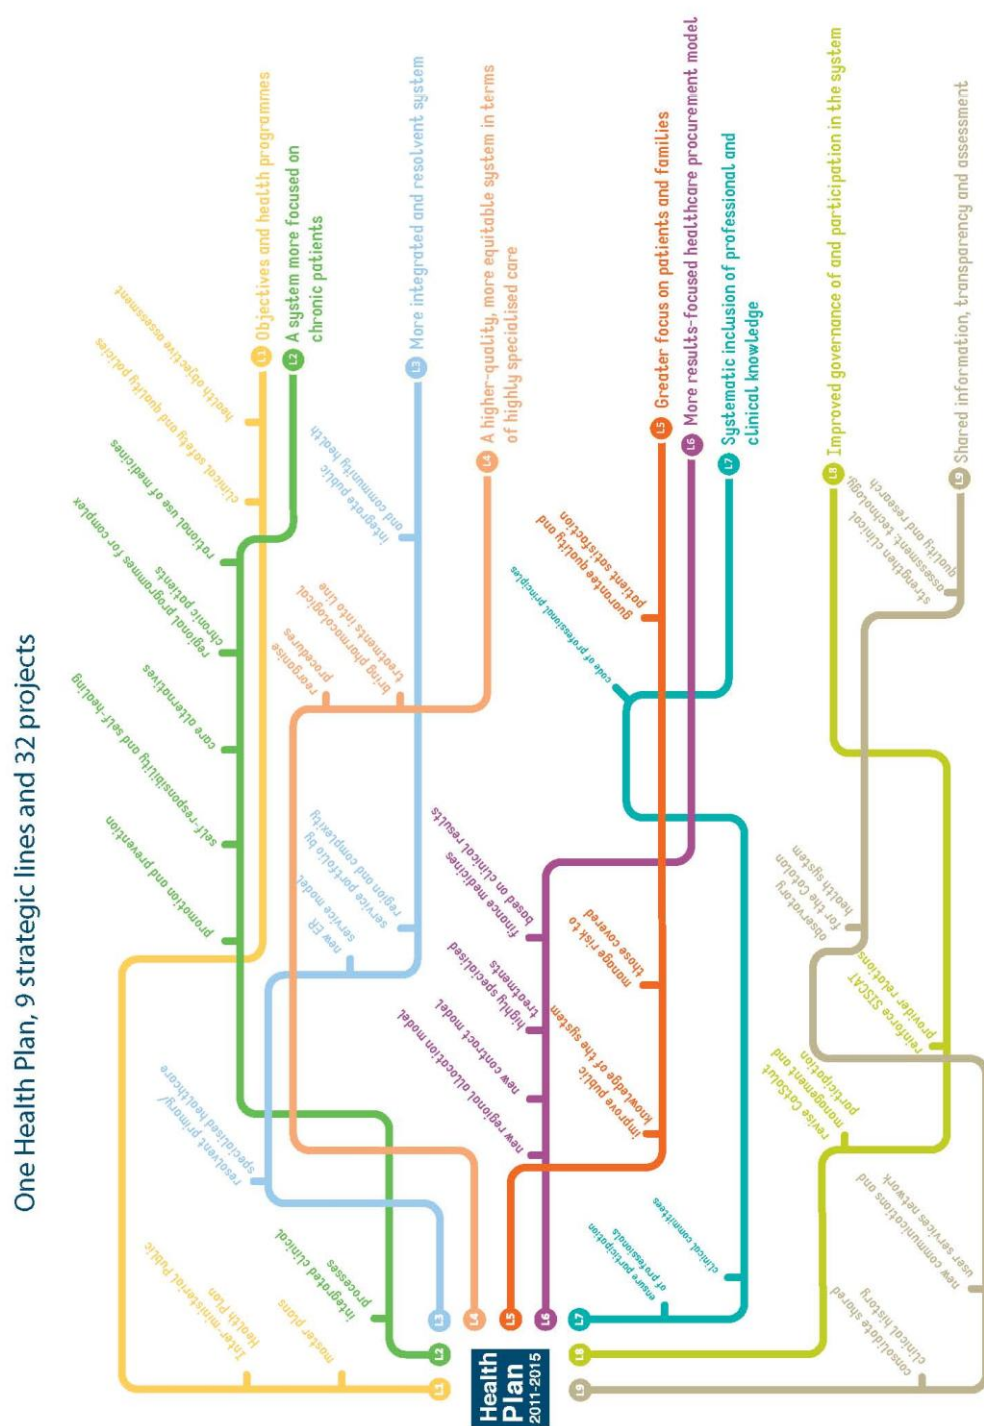 One Health Plan, 9 strategic lines and 32 projects
Health
Plan
2011-2015
L1
Inter-ministerial Public
Health Plan
master plans
clinical safety and quality policies
health objective assessment
L1
Objectives and health programmes
L2
integrated clinical
processes
promotion and prevention
self-responsibility and self-healing
care alternatives
regional programmes for complex
chronic patients
rational use of medicines
L2
A system more focused on
chronic patients
L3
resolvent primary/
specialised healthcare
new ER
service model
service portfolio by
region and complexity
integrate public
and community health
L3
More integrated and resolvent system
L4
reorganise
procedures
bring pharmacological
treatments into line
L4
A higher-quality, more equitable system in terms
of highly specialised care
L5
improve public
knowledge of the system
manage risk to
those covered
guarantee quality and
patient satisfaction
L5
Greater focus on patients and families
L6
new regional allocation model
new contract model
highly specialised
treatments
finance medicines
based on clinical results
L6
More results-focused healthcare procurement model
L7
ensure participation
of professionals
clinical committees
code of professional principles
L7
Systematic inclusion of professional and
clinical knowledge
L8
revise CatSalut
management and
participation
reinforce SISCAT
provider relations
L8
Improved governance of and participation in the system
L9
consolidate shared
clinical history
new communications and
user services network
observatory
for the Catalan
health system
strengthen clinical
assessment: technology,
quality and research
L9
Shared information, transparency and assessment